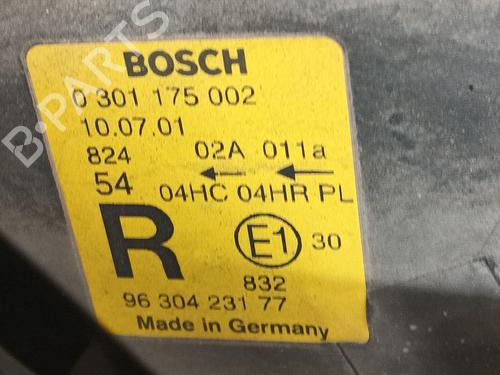 BOSCH
0 301 175 002
10.07.01
824 02A 011a
54 ← ←
04HC 04HR PL
R E1 30
832
96 304 231 77
Made in Germany
B-PARTS